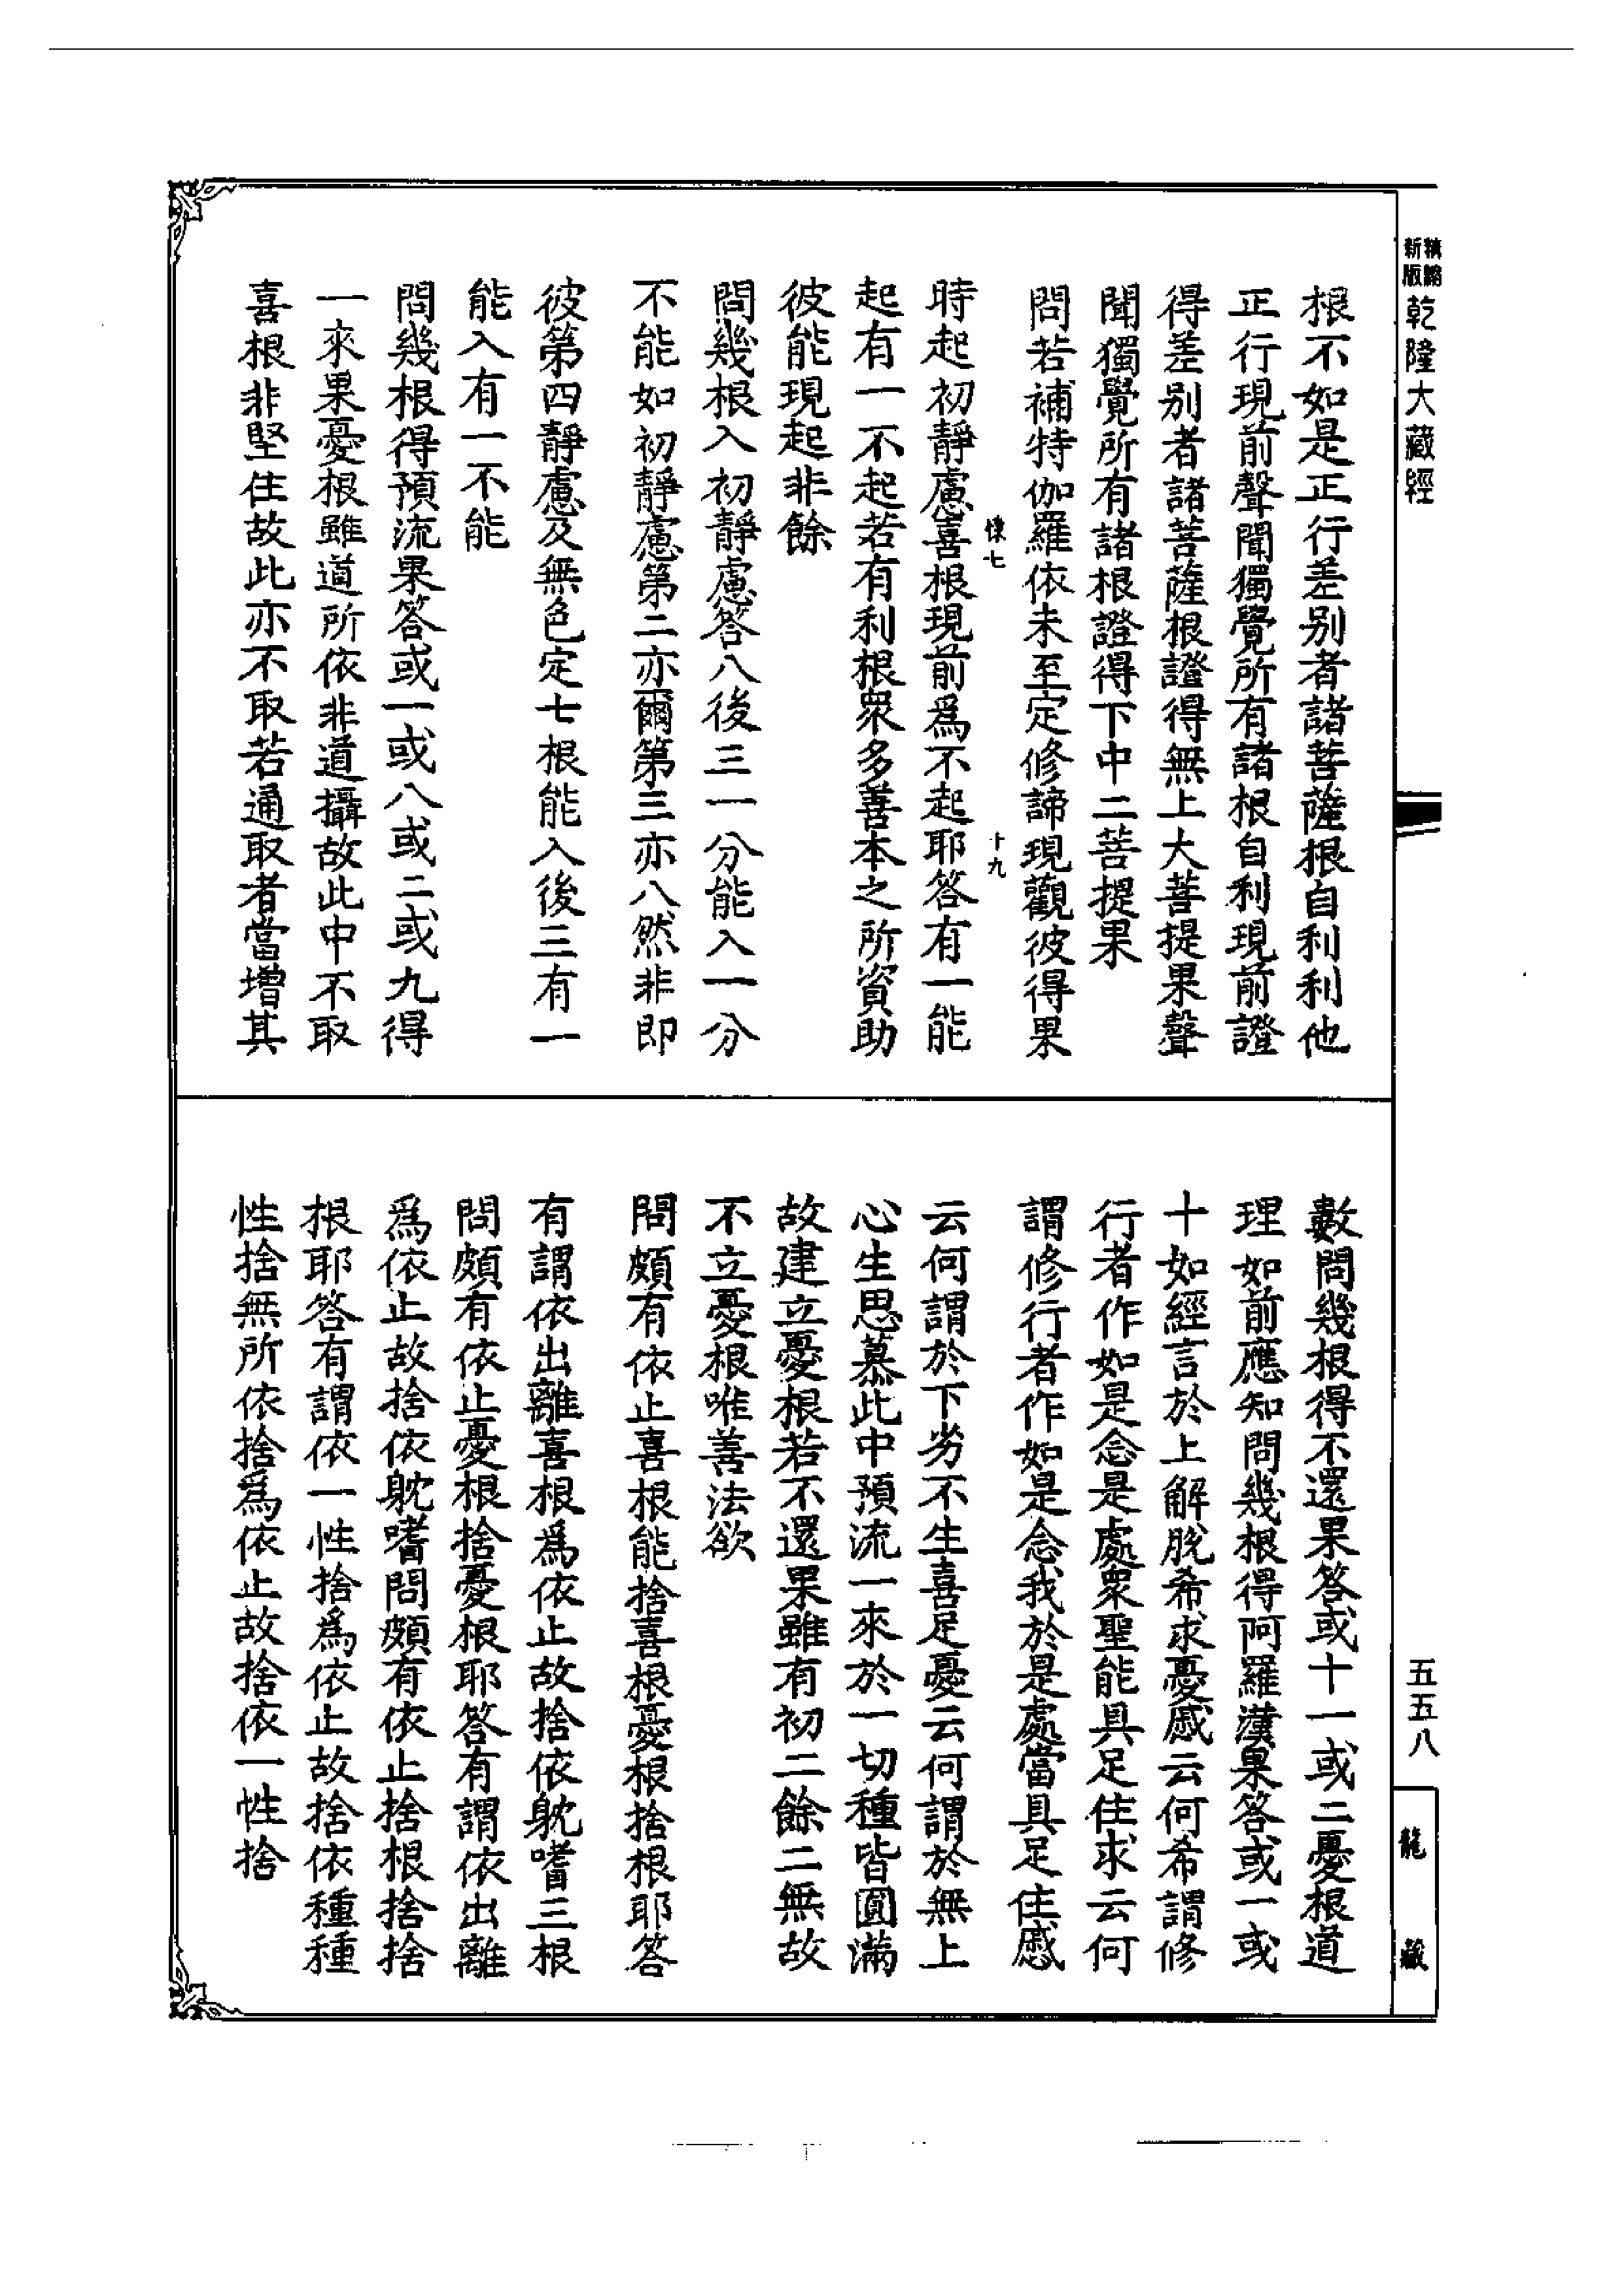 精縮
新版
乾隆大藏經
根不如是正行差别者諸菩薩根自利利他
正行現前聲聞獨覺所有諸根自利現前證
得差别者諸菩薩根證得無上大菩提果聲
聞獨覺所有諸根證得下中二菩提果
問若補特伽羅依未至定修諦現觀彼得果
悚七
十九
時起初靜慮喜根現前爲不起耶答有一能
起有一不起若有利根衆多善本之所資助
彼能現起非餘
問幾根入初靜慮答八後三一分能入一分
不能如初靜慮第二亦爾第三亦八然非即
彼第四靜慮及無色定七根能入後三有一
能入有一不能
問幾根得預流果答或一或八或二或九得
一來果憂根雖道所依非道攝故此中不取
喜根非堅住故此亦不取若通取者當增其
數問幾根得不還果答或十一或二憂根道
理如前應知問幾根得阿羅漢果答或一或
十如經言於上解脫希求憂慼云何希謂修
行者作如是念是處衆聖能具足住求云何
謂修行者作如是念我於是處當具足住慼
云何謂於下劣不生喜足憂云何謂於無上
心生思慕此中預流一來於一切種皆圓滿
故建立憂根若不還果雖有初二餘二無故
不立憂根唯善法欲
問頗有依止喜根能捨喜根憂根捨根耶答
有謂依出離喜根爲依止故捨依躭嗜三根
問頗有依止憂根捨憂根耶答有謂依出離
爲依止故捨依躭嗜問頗有依止捨根捨捨
根耶答有謂依一性捨爲依止故捨依種種
性捨無所依捨爲依止故捨依一性捨
五五八
龍藏